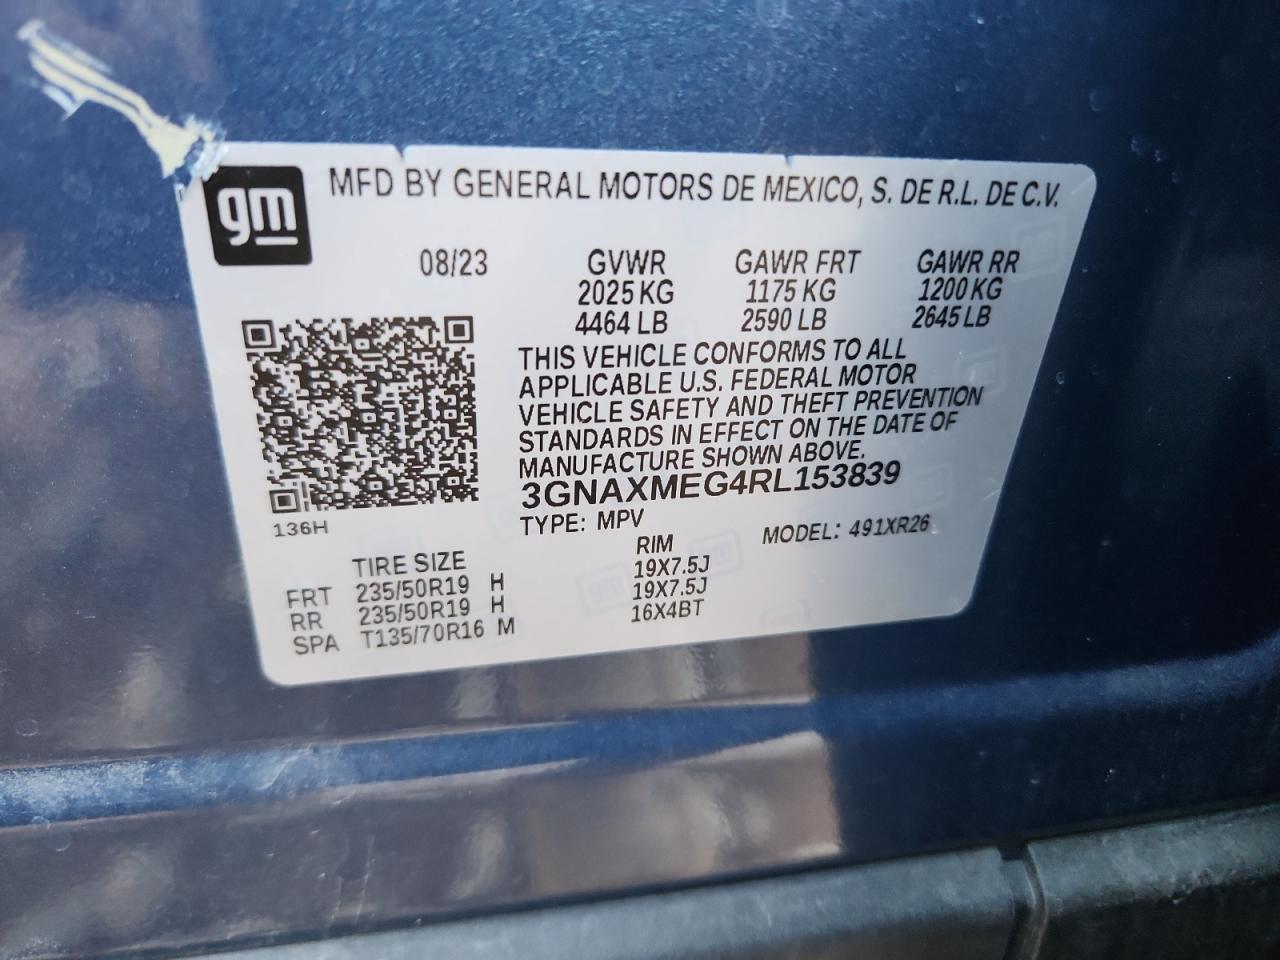 gm MFD BY GENERAL MOTORS DE MEXICO, S. DE R.L. DE C.V.
08/23 GVWR GAWR FRT GAWR RR
2025 KG 1175 KG 1200 KG
4464 LB 2590 LB 2645 LB
THIS VEHICLE CONFORMS TO ALL
APPLICABLE U.S. FEDERAL MOTOR
VEHICLE SAFETY AND THEFT PREVENTION
STANDARDS IN EFFECT ON THE DATE OF
MANUFACTURE SHOWN ABOVE.
3GNAXMEG4RL153839
136H
TYPE: MPV MODEL: 491XR26
TIRE SIZE RIM
FRT 235/50R19 H 19X7.5J
RR 235/50R19 H 19X7.5J
SPA T135/70R16 M 16X4BT